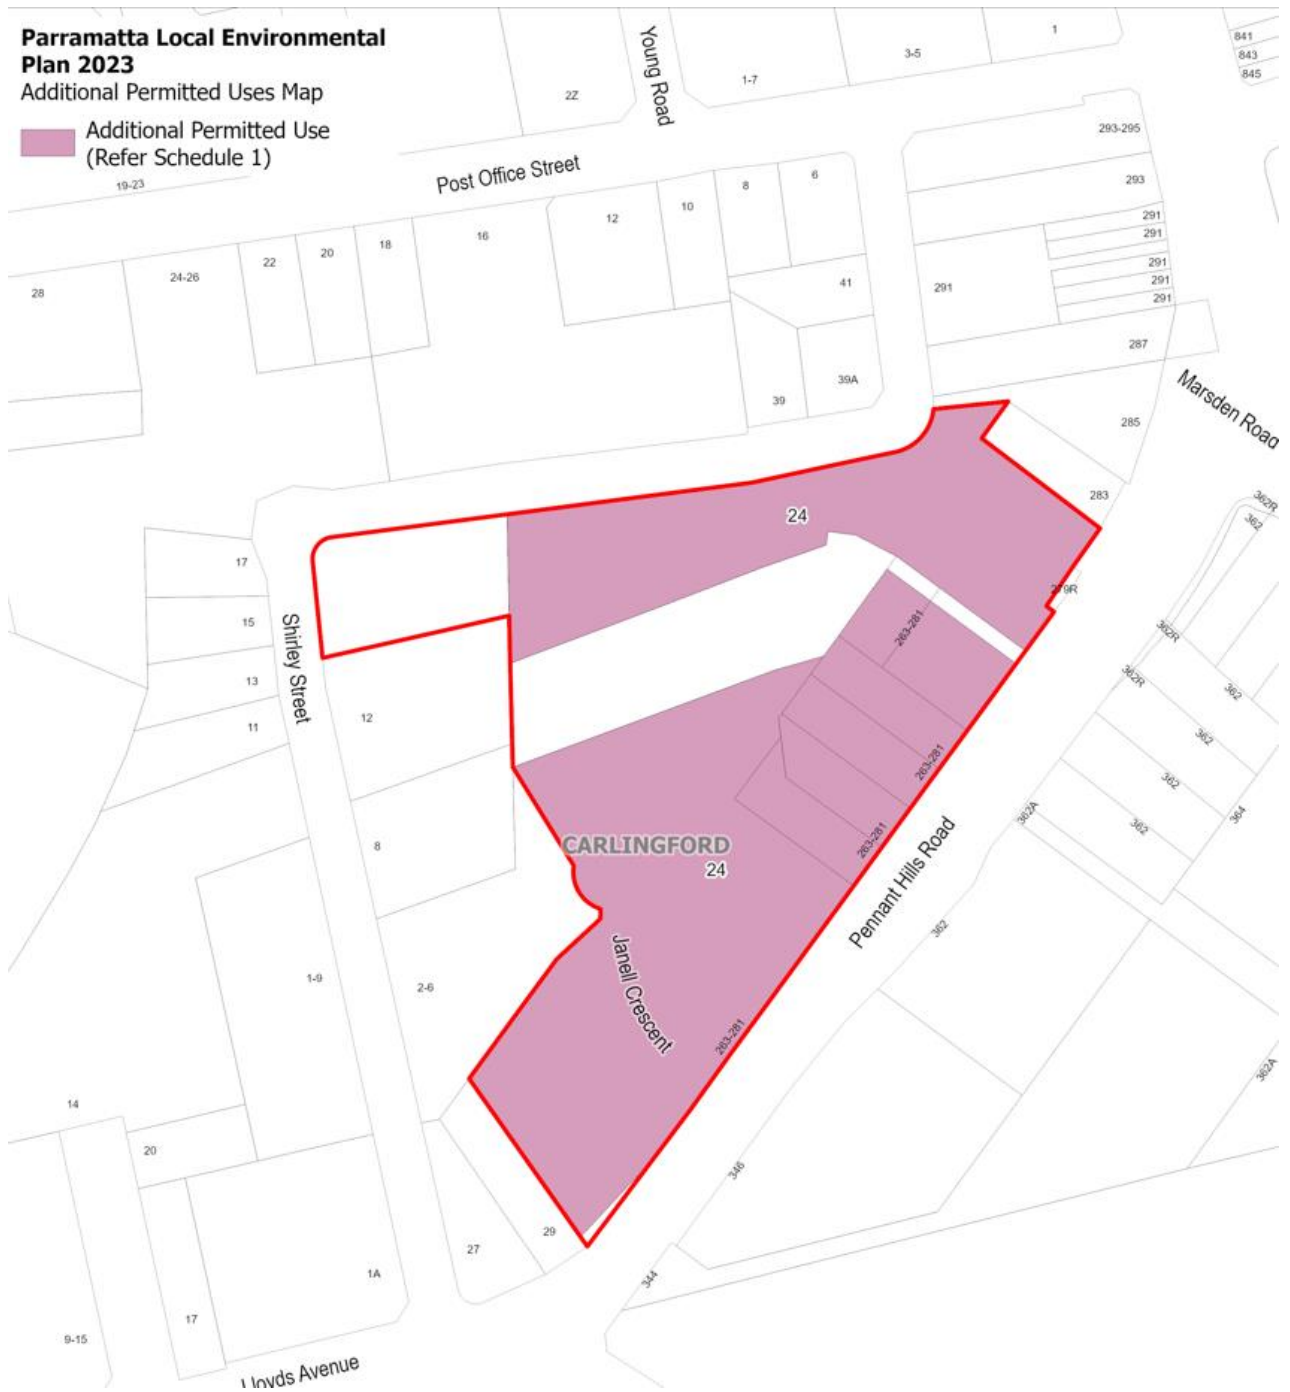 Parramatta Local Environmental
Plan 2023
Additional Permitted Uses Map
Additional Permitted Use
(Refer Schedule 1)
Young Road
1
3-5
1-7
2Z
841
843
845
Post Office Street
19-23
293-295
293
291
291
291
291
291
291
287
285
283
Marsden Road
6
8
10
12
16
18
20
22
24-26
28
41
39A
39
24
279R
362R
362
17
15
13
11
Shirley Street
12
8
2-6
1-9
263-281
263-281
263-281
263-281
362R
362R
362
362
362
362
364
362A
CARLINGFORD
24
Pennant Hills Road
362
Janell Crescent
362A
346
344
14
20
29
27
1A
17
9-15
Lloyds Avenue